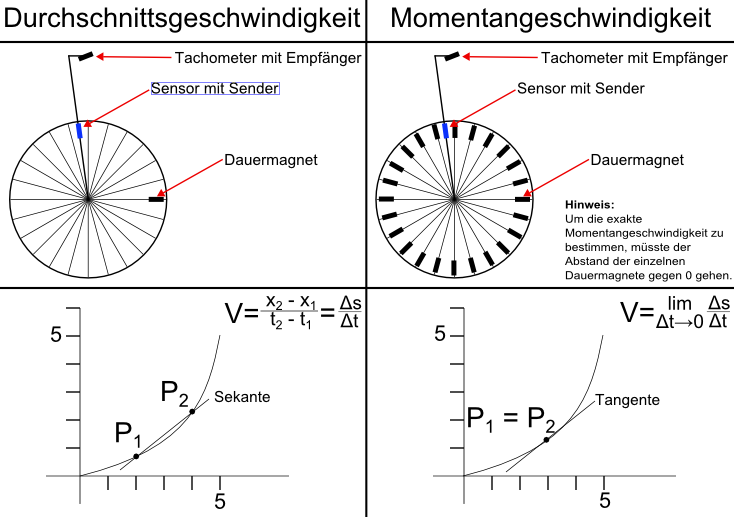 Durchschnittsgeschwindigkeit
Tachometer mit Empfänger
Sensor mit Sender
Dauermagnet
Momentangeschwindigkeit
Tachometer mit Empfänger
Sensor mit Sender
Dauermagnet
Hinweis:
Um die exakte
Momentangeschwindigkeit zu
bestimmen, müsste der
Abstand der einzelnen
Dauermagnete gegen 0 gehen.
V=(x₂ - x₁)/(t₂ - t₁)=Δs/Δt
5
P₂
Sekante
P₁
5
V=lim Δt→0 Δs/Δt
5
Tangente
P₁ = P₂
5